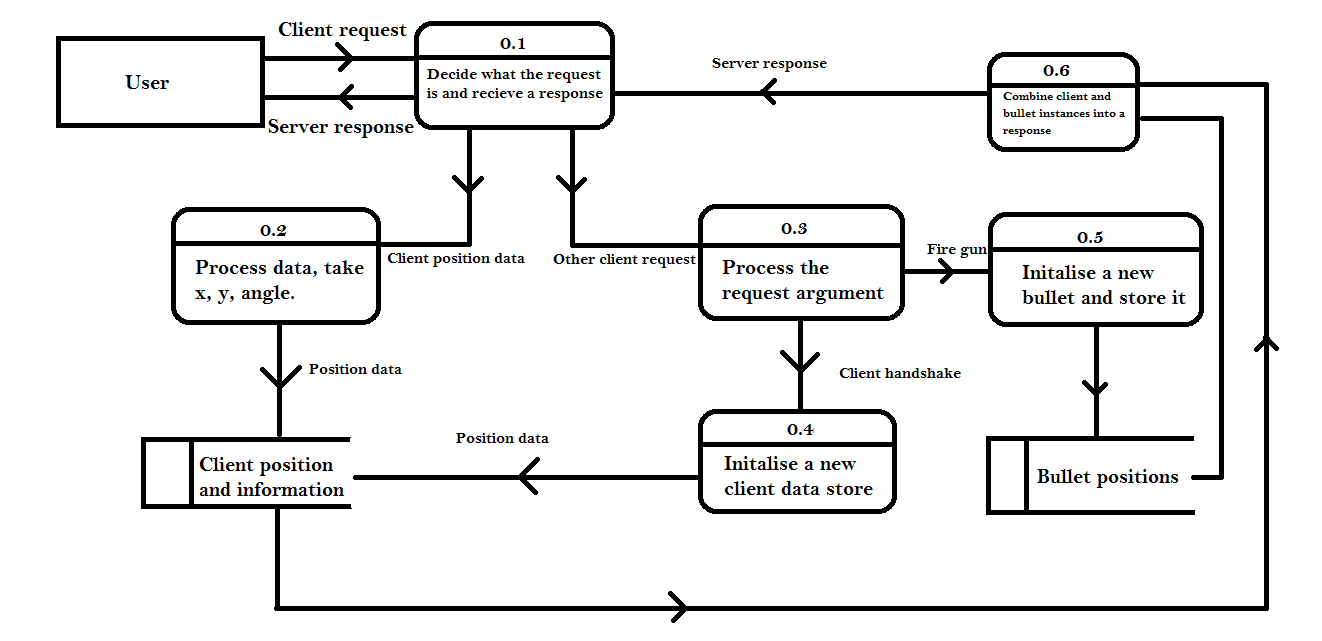 Client request
0.1
User
Decide what the request
is and recieve a response
Server response
Server response
0.6
Combine client and
bullet instances into a
response
0.2
Process data, take
x, y, angle.
Client position data
Other client request
0.3
Process the
request argument
Fire gun
0.5
Initalise a new
bullet and store it
Position data
Client handshake
Position data
0.4
Initalise a new
client data store
Client position
and information
Bullet positions